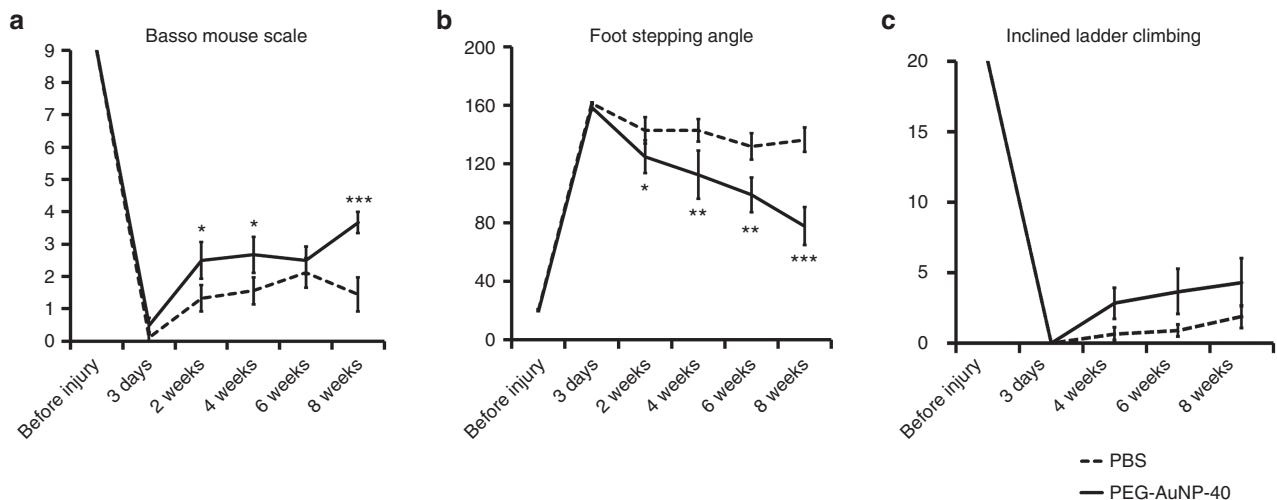 a
Basso mouse scale
9
8
7
6
5
4
3
2
1
0
*
*
***
Before injury
3 days
2 weeks
4 weeks
6 weeks
8 weeks
b
Foot stepping angle
200
160
120
80
40
0
*
**
**
***
Before injury
3 days
2 weeks
4 weeks
6 weeks
8 weeks
c
Inclined ladder climbing
20
15
10
5
0
Before injury
3 days
4 weeks
6 weeks
8 weeks
PBS
PEG-AuNP-40